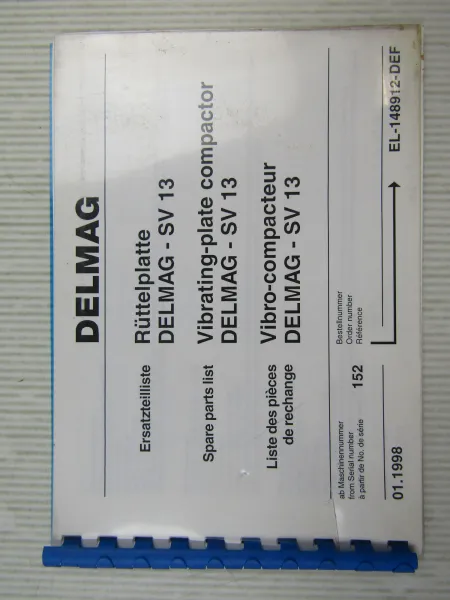 DELMAG
Ersatzteilliste
Rüttelplatte
DELMAG - SV 13
Spare parts list
Vibrating-plate compactor
DELMAG - SV 13
Liste des pièces
de rechange
Vibro-compacteur
DELMAG - SV 13
ab Maschinennummer
from Serial number
à partir de No. de série
152
Bestellnummer
Order number
Référence
01.1998
EL-148912-DEF